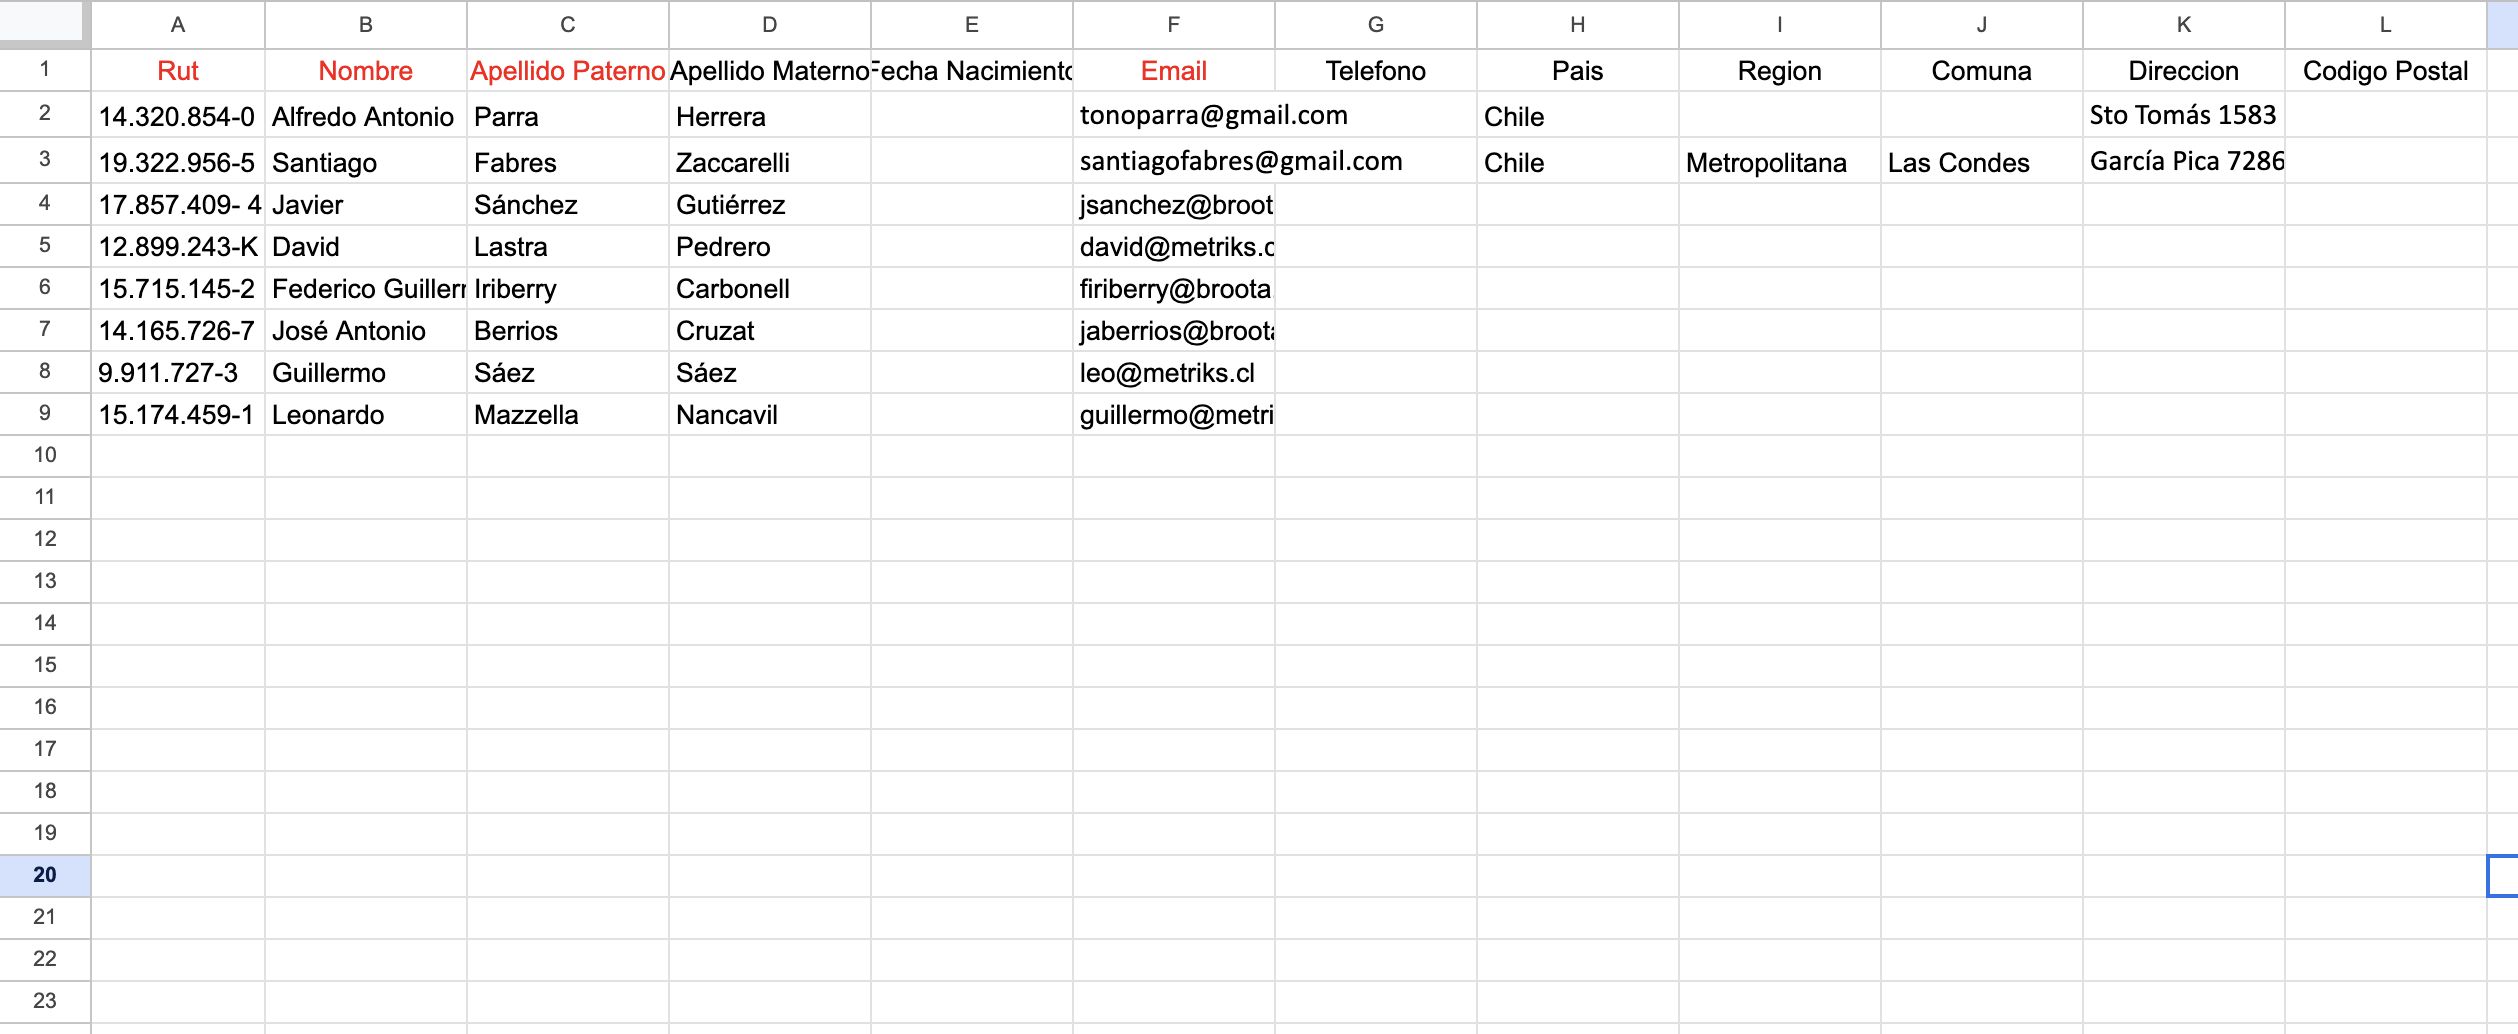 A B C D E F G H I J K L
1 Rut Nombre Apellido Paterno Apellido Materno Fecha Nacimiento Email Telefono Pais Region Comuna Direccion Codigo Postal
2 14.320.854-0 Alfredo Antonio Parra Herrera tonoparra@gmail.com Chile Sto Tomás 1583
3 19.322.956-5 Santiago Fabres Zaccarelli santiagofabres@gmail.com Chile Metropolitana Las Condes García Pica 7286
4 17.857.409- 4 Javier Sánchez Gutiérrez jsanchez@broot
5 12.899.243-K David Lastra Pedrero david@metriks.c
6 15.715.145-2 Federico Guiller Iriberry Carbonell firiberry@broota
7 14.165.726-7 José Antonio Berrios Cruzat jaberrios@broota
8 9.911.727-3 Guillermo Sáez Sáez leo@metriks.cl
9 15.174.459-1 Leonardo Mazzella Nancavil guillermo@metri
10
11
12
13
14
15
16
17
18
19
20
21
22
23